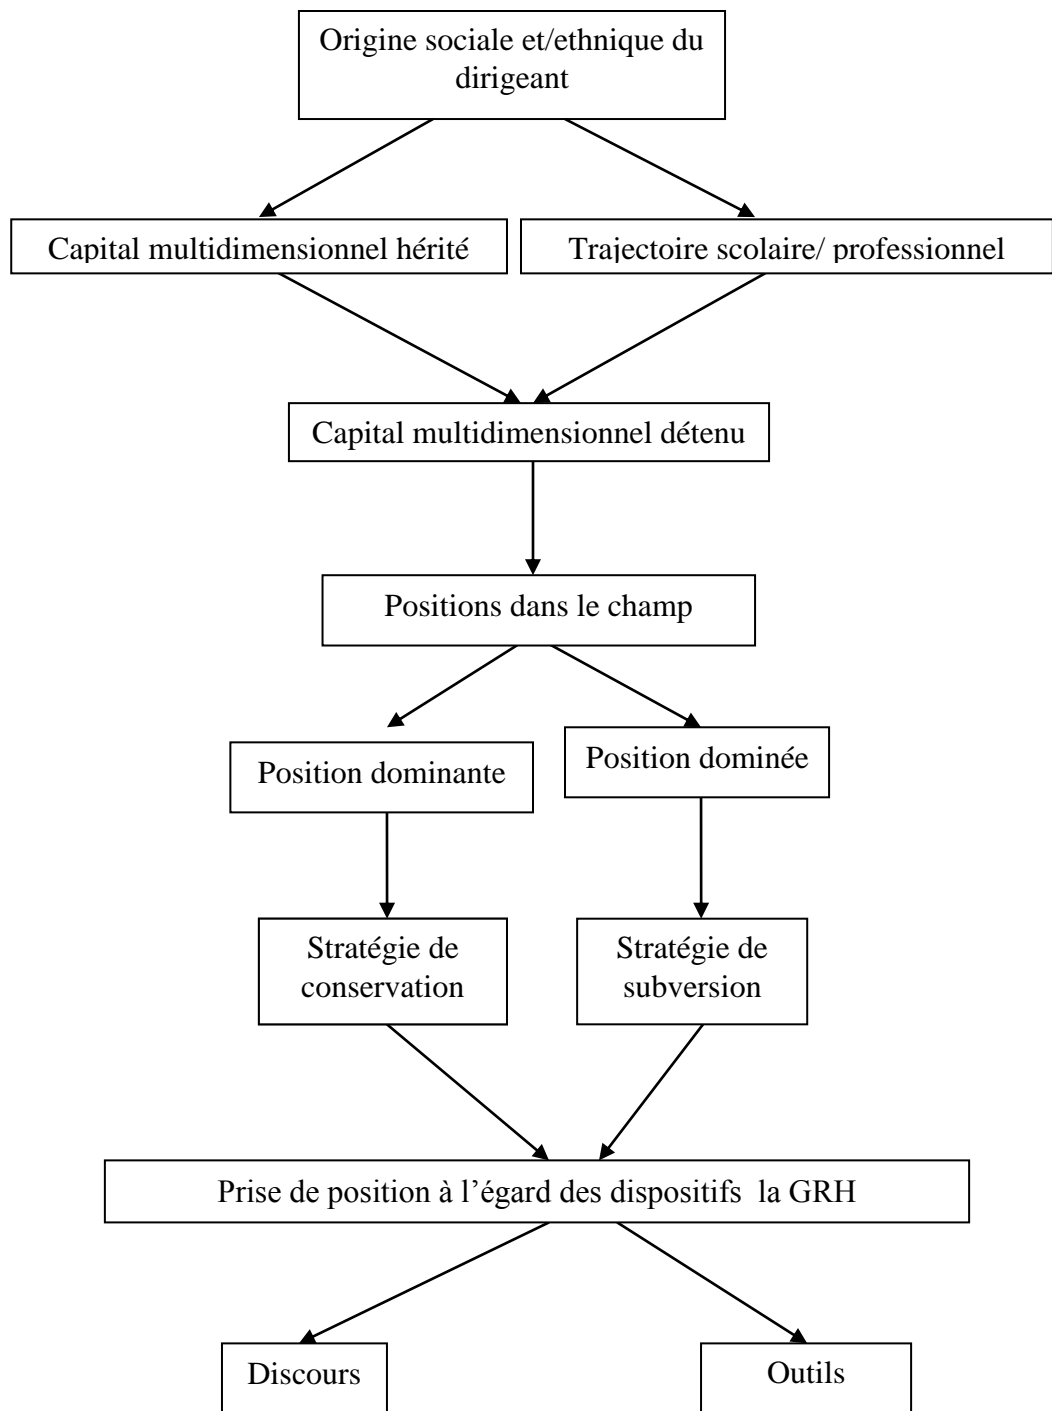 Origine sociale et/ethnique du
dirigeant
Capital multidimensionnel hérité
Trajectoire scolaire/ professionnel
Capital multidimensionnel détenu
Positions dans le champ
Position dominante
Position dominée
Stratégie de
conservation
Stratégie de
subversion
Prise de position à l’égard des dispositifs  la GRH
Discours
Outils